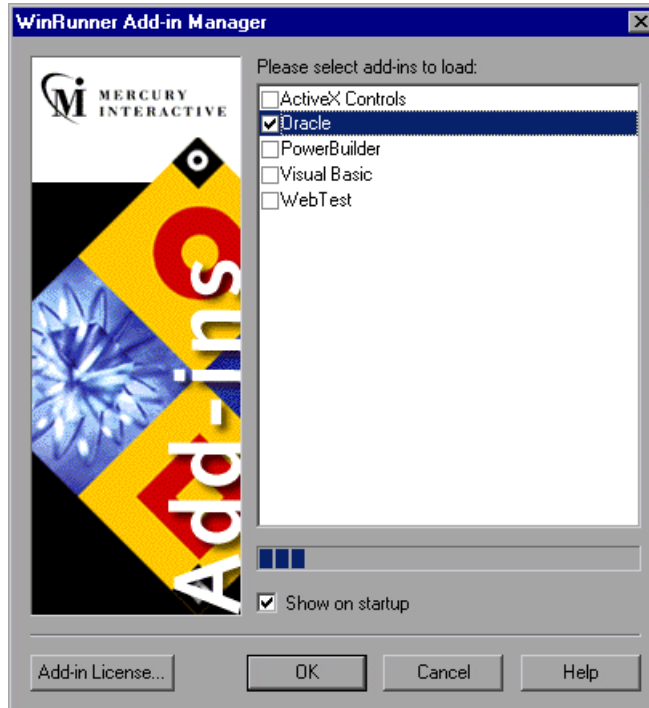 WinRunner Add-in Manager
MERCURY
INTERACTIVE
Add-ins
Please select add-ins to load:
ActiveX Controls
Oracle
PowerBuilder
Visual Basic
WebTest
Show on startup
Add-in License...
OK
Cancel
Help